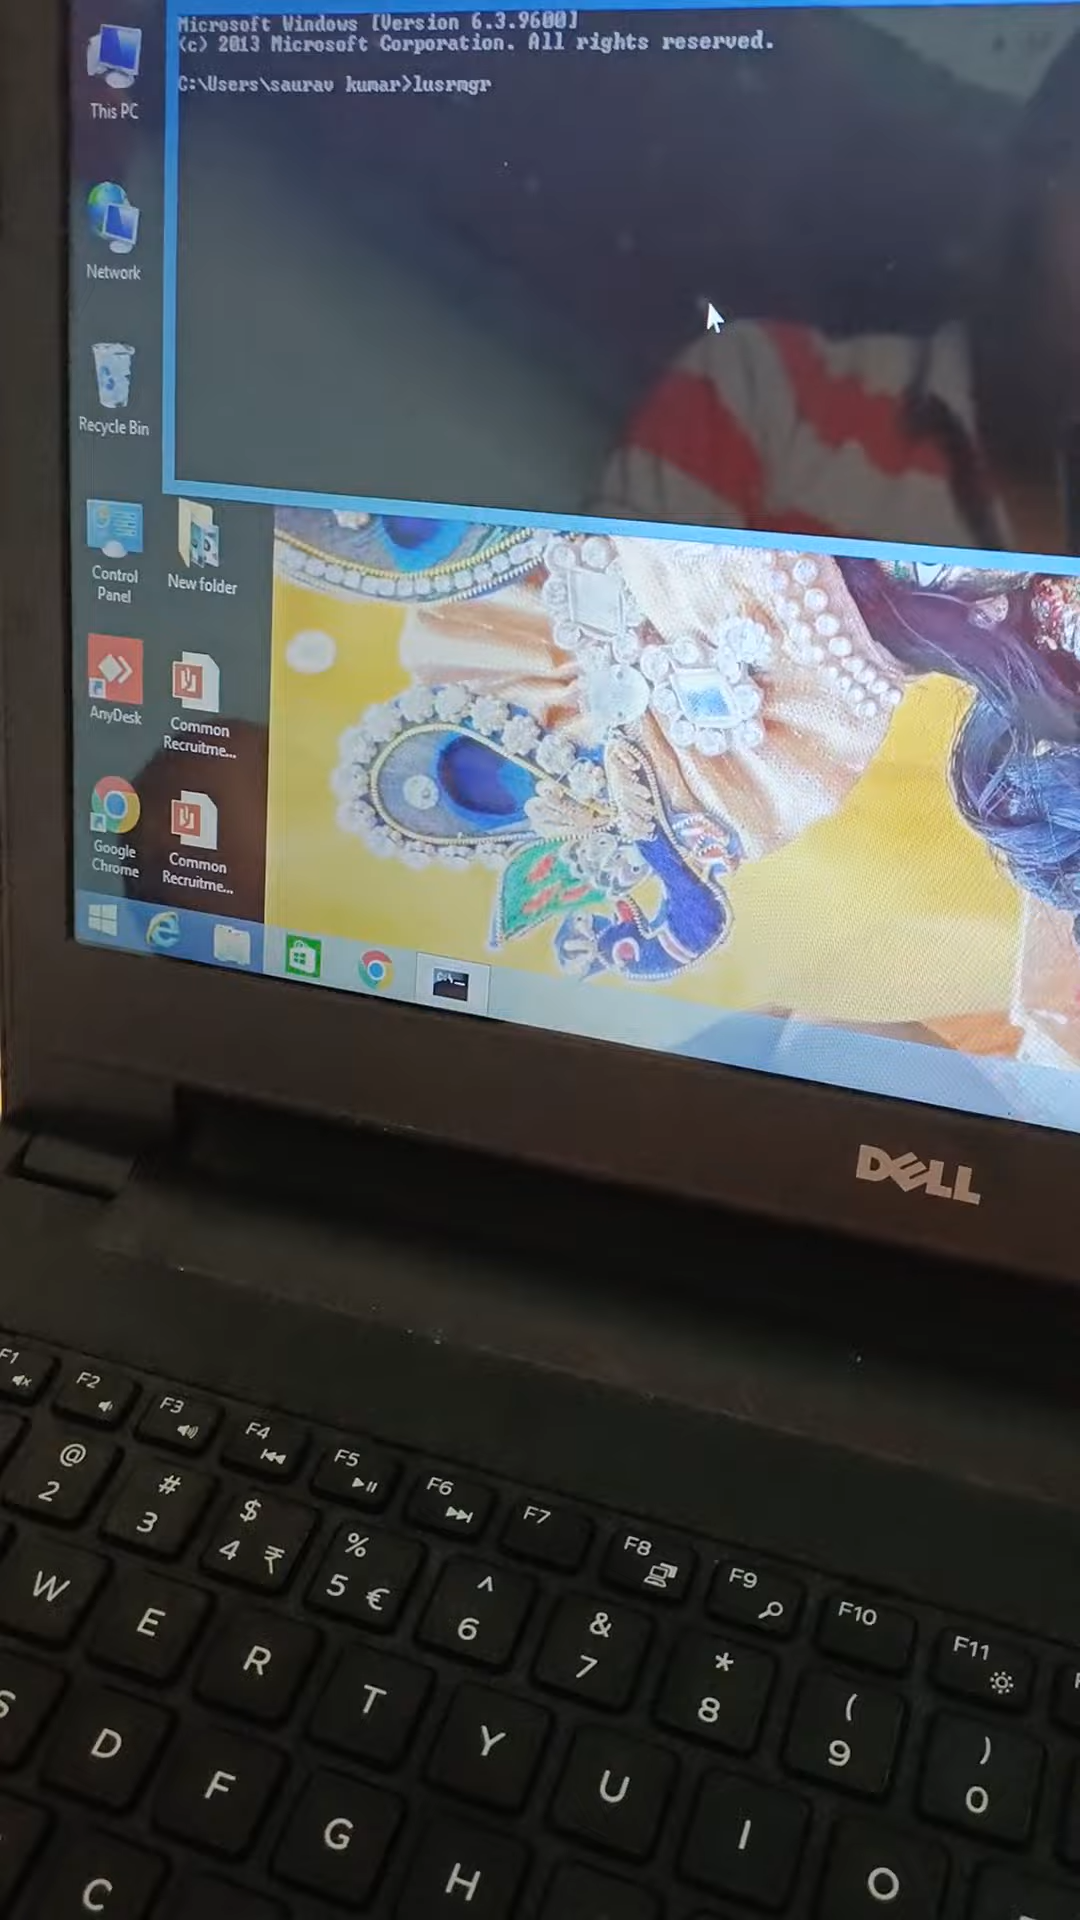 Microsoft Windows [Version 6.3.9600]
(c) 2013 Microsoft Corporation. All rights reserved.
C:\Users\saurav kumar>lusrmgr
This PC
Network
Recycle Bin
Control
Panel
New folder
AnyDesk
Common
Recruitme...
Google
Chrome
Common
Recruitme...
C:\
DELL
F1
F2
F3
F4
F5
F6
F7
F8
F9
F10
F11
@
2
#
3
$
4 ₹
%
5 €
^
6
&
7
*
8
(
9
)
0
W
E
R
T
Y
U
I
O
S
D
F
G
H
C